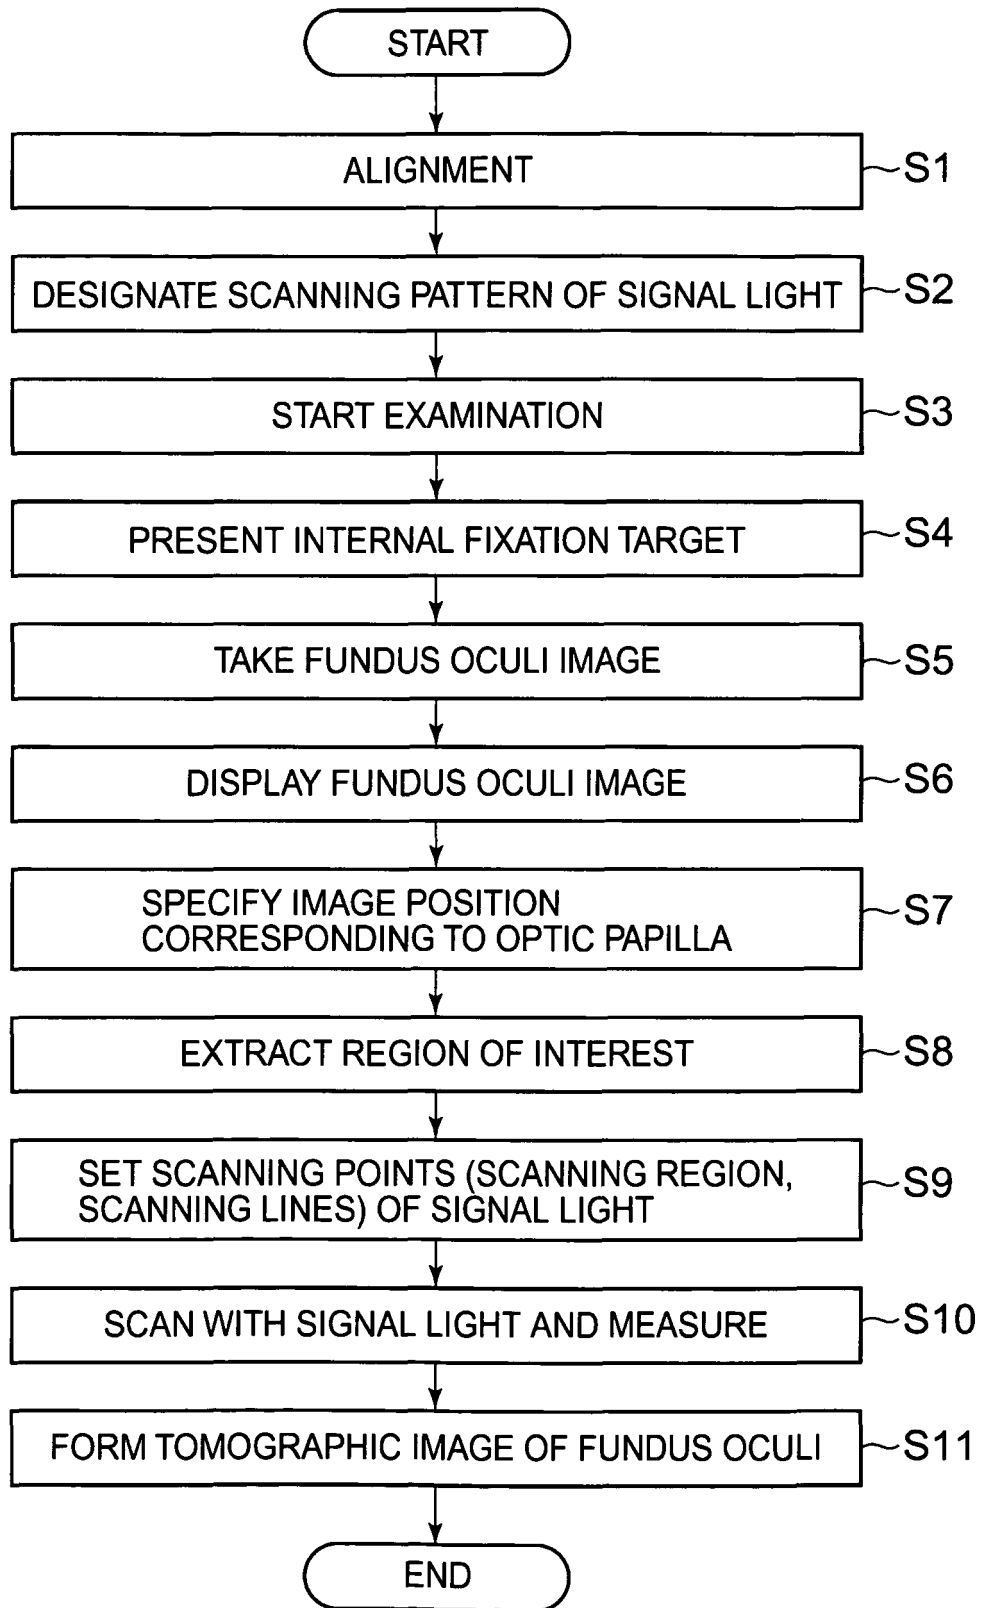 START
ALIGNMENT
S1
DESIGNATE SCANNING PATTERN OF SIGNAL LIGHT
S2
START EXAMINATION
S3
PRESENT INTERNAL FIXATION TARGET
S4
TAKE FUNDUS OCULI IMAGE
S5
DISPLAY FUNDUS OCULI IMAGE
S6
SPECIFY IMAGE POSITION
CORRESPONDING TO OPTIC PAPILLA
S7
EXTRACT REGION OF INTEREST
S8
SET SCANNING POINTS (SCANNING REGION,
SCANNING LINES) OF SIGNAL LIGHT
S9
SCAN WITH SIGNAL LIGHT AND MEASURE
S10
FORM TOMOGRAPHIC IMAGE OF FUNDUS OCULI
S11
END